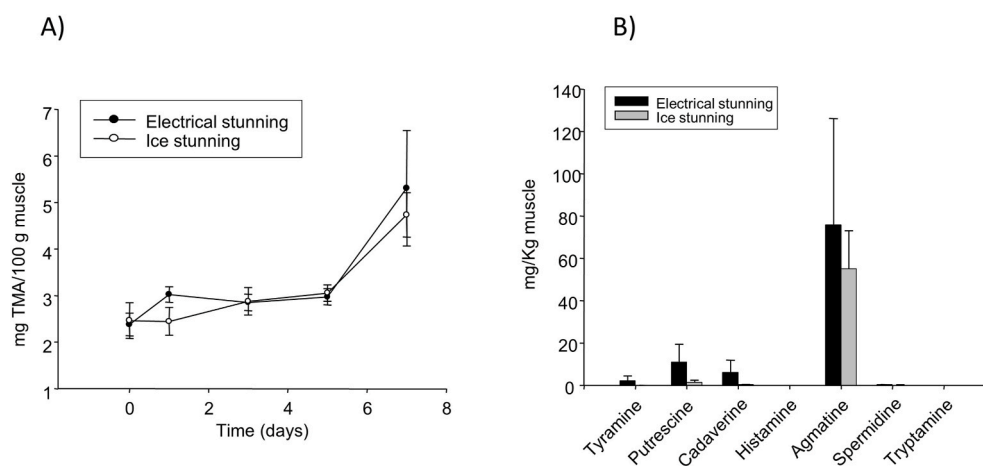 A)
B)
7
6
5
4
3
2
1
mg TMA/100 g muscle
Electrical stunning
Ice stunning
0 2 4 6 8
Time (days)
140
120
100
80
60
40
20
0
mg/Kg muscle
Electrical stunning
Ice stunning
Tyramine
Putrescine
Cadaverine
Histamine
Agmatine
Spermidine
Tryptamine